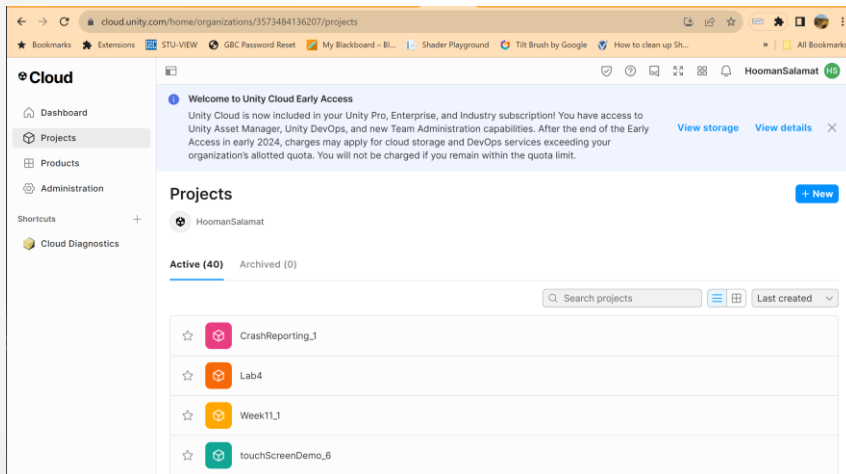 cloud.unity.com/home/organizations/3573484136207/projects
Bookmarks Extensions STU-VIEW GBC Password Reset My Blackboard – Bl... Shader Playground Tilt Brush by Google How to clean up Sh... » All Bookmarks
Cloud
HoomanSalamat HS
Dashboard
Projects
Products
Administration
Shortcuts
Cloud Diagnostics
Welcome to Unity Cloud Early Access
Unity Cloud is now included in your Unity Pro, Enterprise, and Industry subscription! You have access to
Unity Asset Manager, Unity DevOps, and new Team Administration capabilities. After the end of the Early
Access in early 2024, charges may apply for cloud storage and DevOps services exceeding your
organization's allotted quota. You will not be charged if you remain within the quota limit.
View storage View details
Projects
+ New
HoomanSalamat
Active (40) Archived (0)
Search projects Last created
CrashReporting_1
Lab4
Week11_1
touchScreenDemo_6